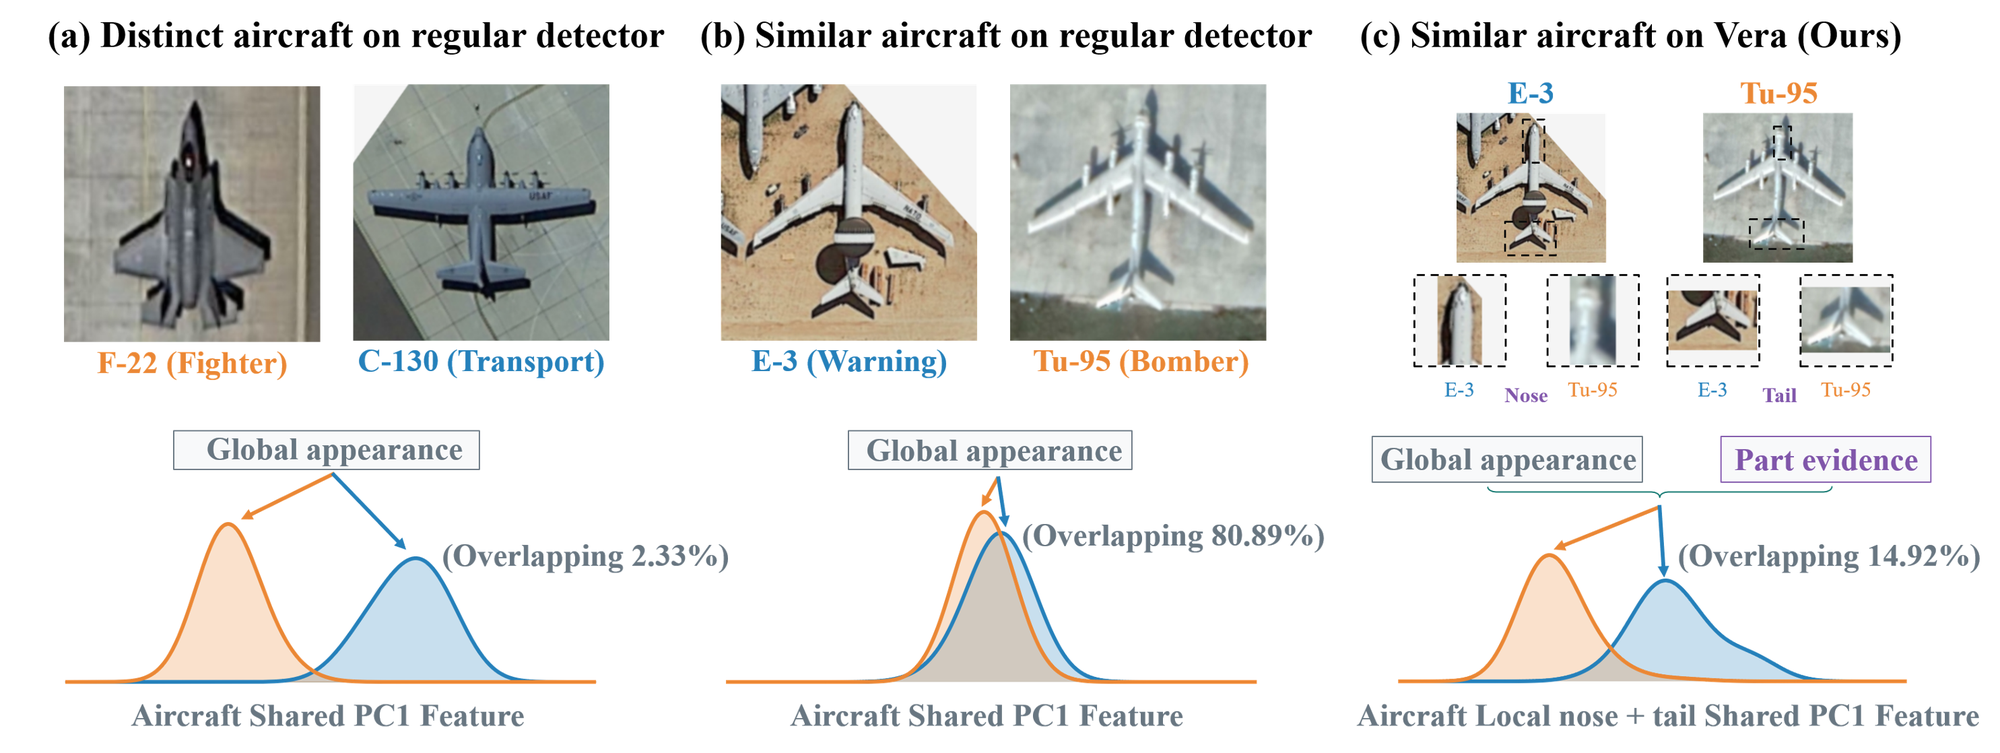 (a) Distinct aircraft on regular detector
USAF
F-22 (Fighter)
C-130 (Transport)
Global appearance
(Overlapping 2.33%)
Aircraft Shared PC1 Feature
(b) Similar aircraft on regular detector
NATO
USAF
E-3 (Warning)
Tu-95 (Bomber)
Global appearance
(Overlapping 80.89%)
Aircraft Shared PC1 Feature
(c) Similar aircraft on Vera (Ours)
E-3
Tu-95
E-3
Nose
Tu-95
E-3
Tail
Tu-95
Global appearance
Part evidence
(Overlapping 14.92%)
Aircraft Local nose + tail Shared PC1 Feature